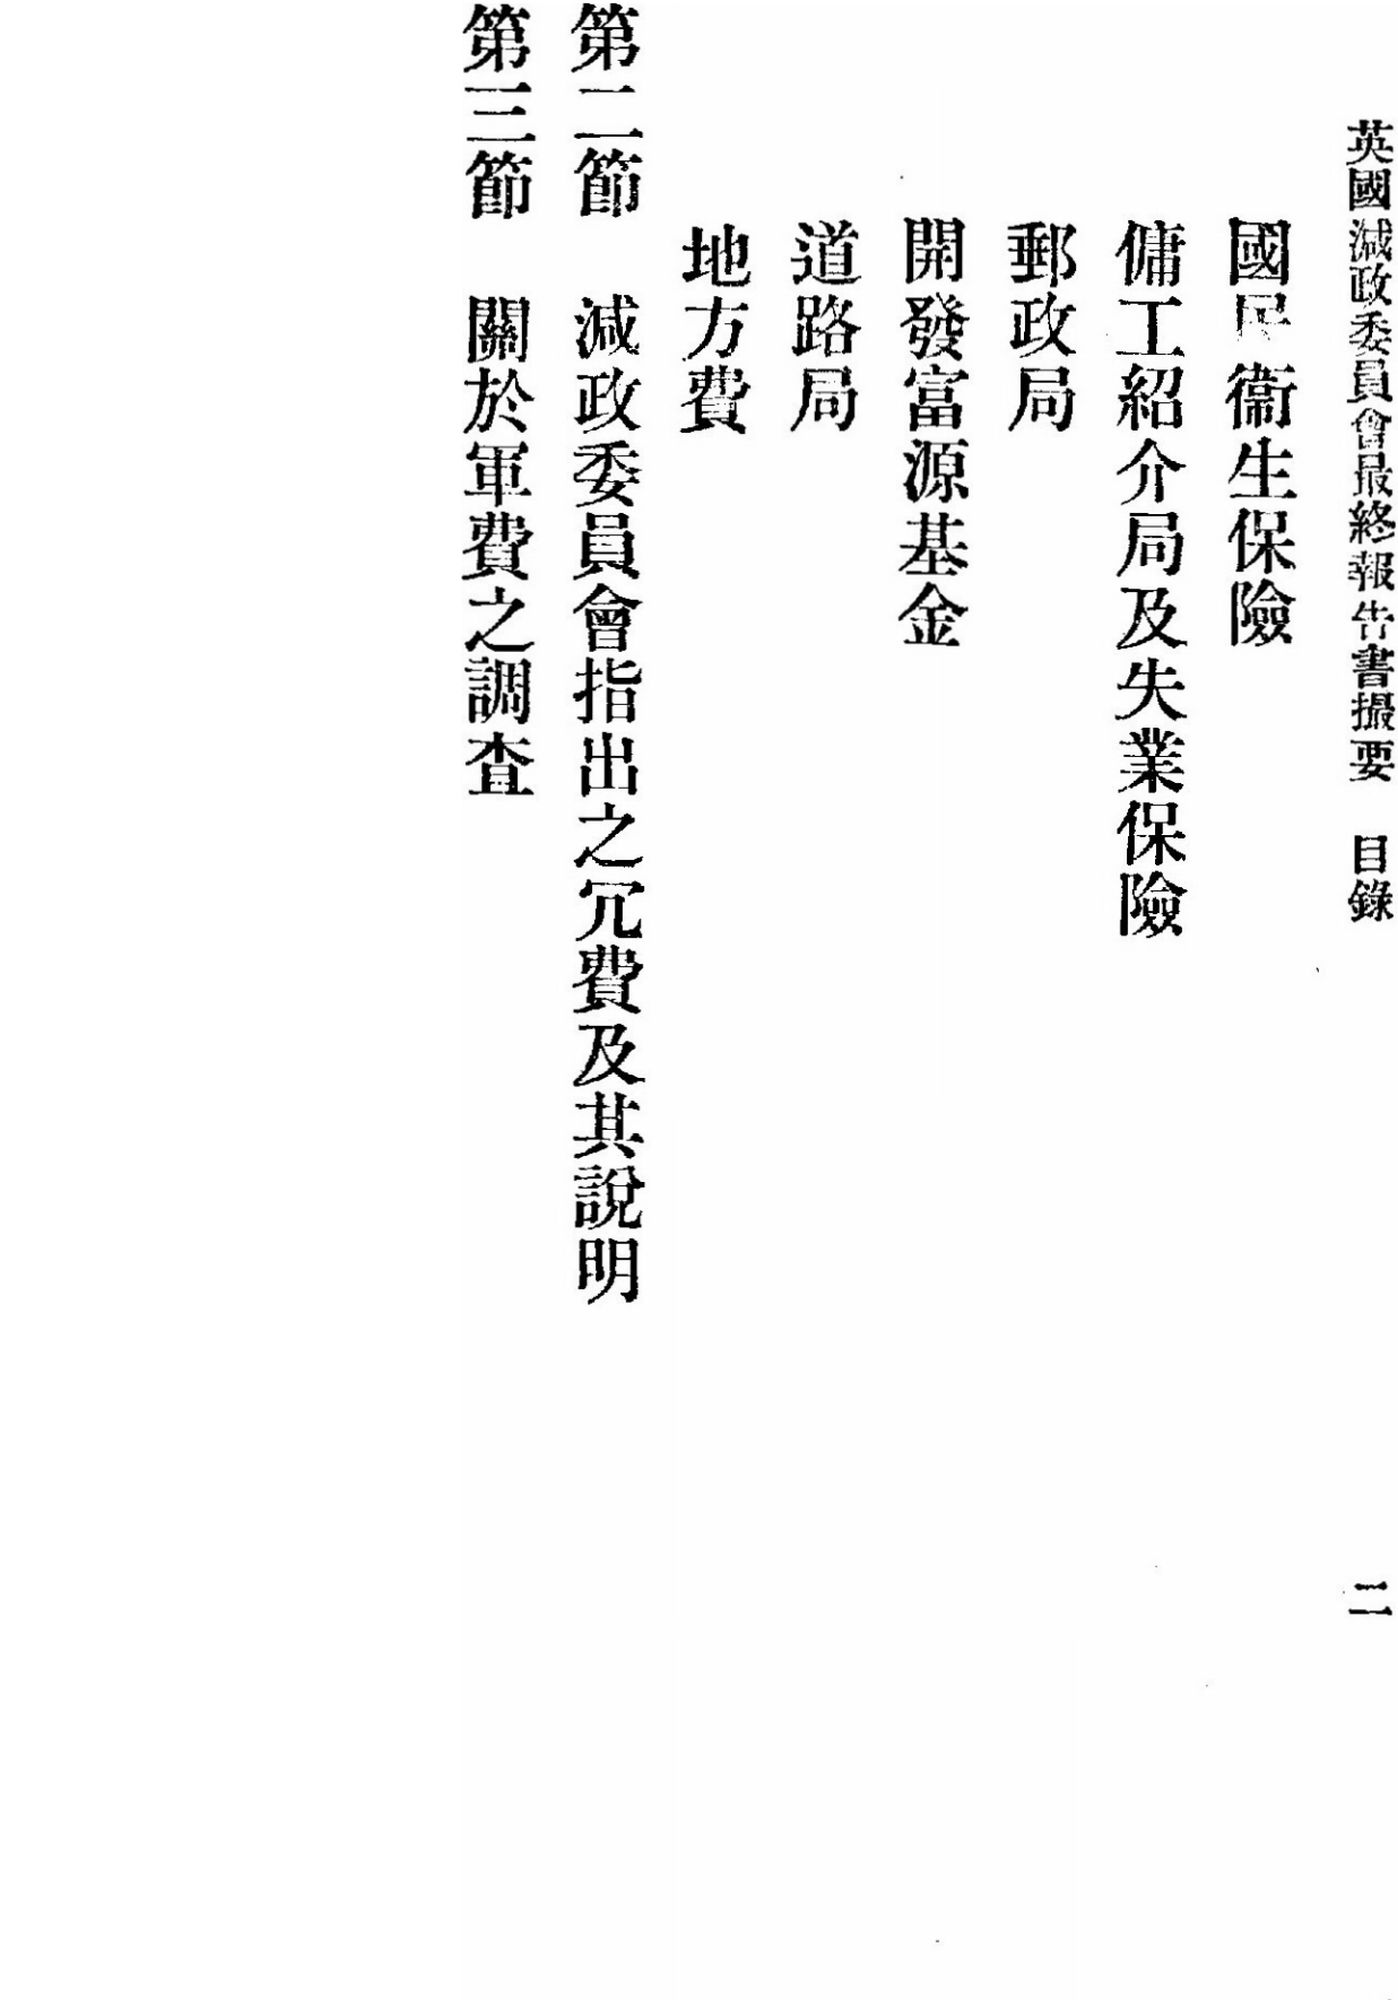 英國減政委員會最終報告書撮要　目錄　二
國民衞生保險
傭工紹介局及失業保險
郵政局
開發富源基金
道路局
地方費
第二節　減政委員會指出之冗費及其說明
第三節　關於軍費之調査